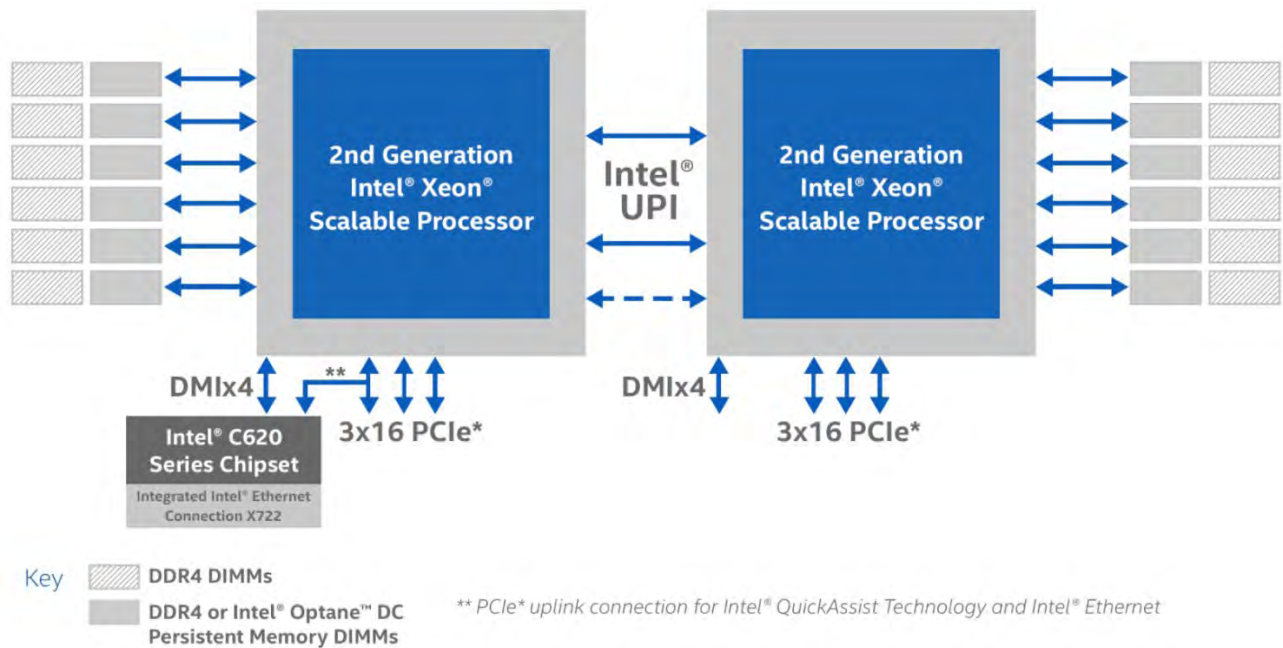 2nd Generation
Intel® Xeon®
Scalable Processor
Intel®
UPI
2nd Generation
Intel® Xeon®
Scalable Processor
DMIx4
**
3x16 PCIe*
DMIx4
3x16 PCIe*
Intel® C620
Series Chipset
Integrated Intel® Ethernet
Connection X722
Key
DDR4 DIMMs
DDR4 or Intel® Optane™ DC
Persistent Memory DIMMs
** PCIe* uplink connection for Intel® QuickAssist Technology and Intel® Ethernet